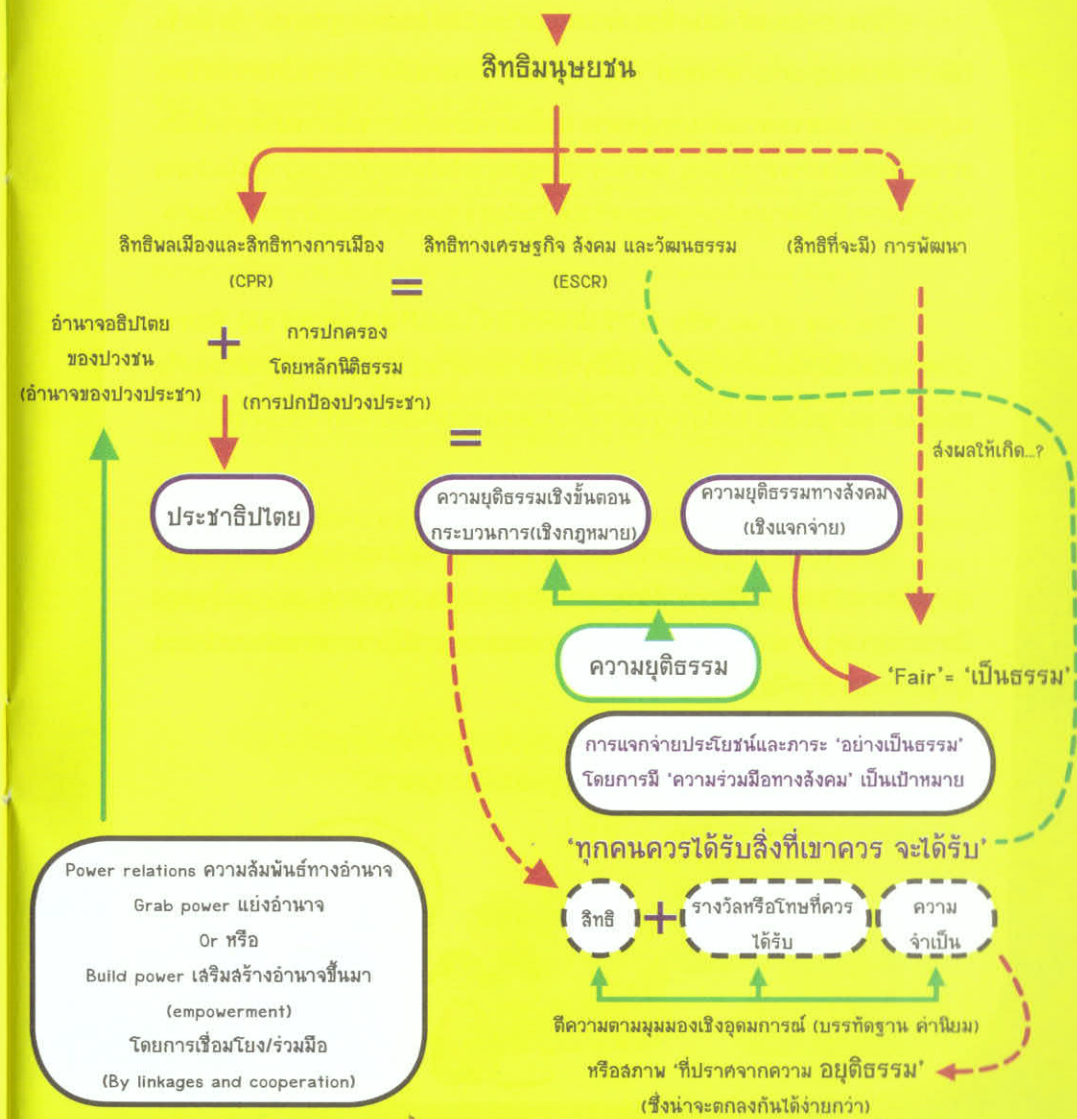 สิทธิมนุษยชน
สิทธิพลเมืองและสิทธิทางการเมือง
(CPR)
=
สิทธิทางเศรษฐกิจ สังคม และวัฒนธรรม
(ESCR)
(สิทธิที่จะมี) การพัฒนา
อำนาจอธิปไตย
ของปวงชน
(อำนาจของปวงประชา)
+
การปกครอง
โดยหลักนิติธรรม
(การปกป้องปวงประชา)
=
ส่งผลให้เกิด...?
ประชาธิปไตย
ความยุติธรรมเชิงขั้นตอน
กระบวนการ(เชิงกฎหมาย)
ความยุติธรรมทางสังคม
(เชิงแจกจ่าย)
ความยุติธรรม
'Fair'= 'เป็นธรรม'
การแจกจ่ายประโยชน์และภาระ 'อย่างเป็นธรรม'
โดยการมี 'ความร่วมมือทางสังคม' เป็นเป้าหมาย
'ทุกคนควรได้รับสิ่งที่เขาควร จะได้รับ'
สิทธิ
+
รางวัลหรือโทษที่ควร
ได้รับ
ความ
จำเป็น
ตีความตามมุมมองเชิงอุดมการณ์ (บรรทัดฐาน ค่านิยม)
หรือสภาพ 'ที่ปราศจากความ อยุติธรรม'
(ซึ่งน่าจะตกลงกันได้ง่ายกว่า)
Power relations ความสัมพันธ์ทางอำนาจ
Grab power แย่งอำนาจ
Or หรือ
Build power เสริมสร้างอำนาจขึ้นมา
(empowerment)
โดยการเชื่อมโยง/ร่วมมือ
(By linkages and cooperation)